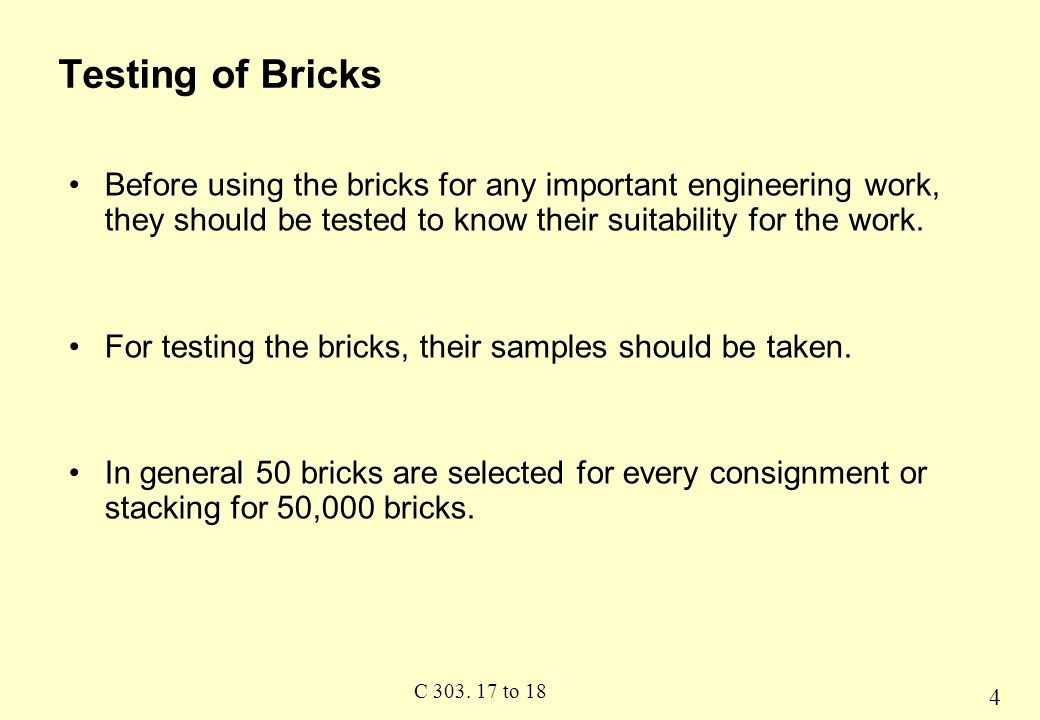 Testing of Bricks
• Before using the bricks for any important engineering work,
they should be tested to know their suitability for the work.
• For testing the bricks, their samples should be taken.
• In general 50 bricks are selected for every consignment or
stacking for 50,000 bricks.
C 303. 17 to 18
4